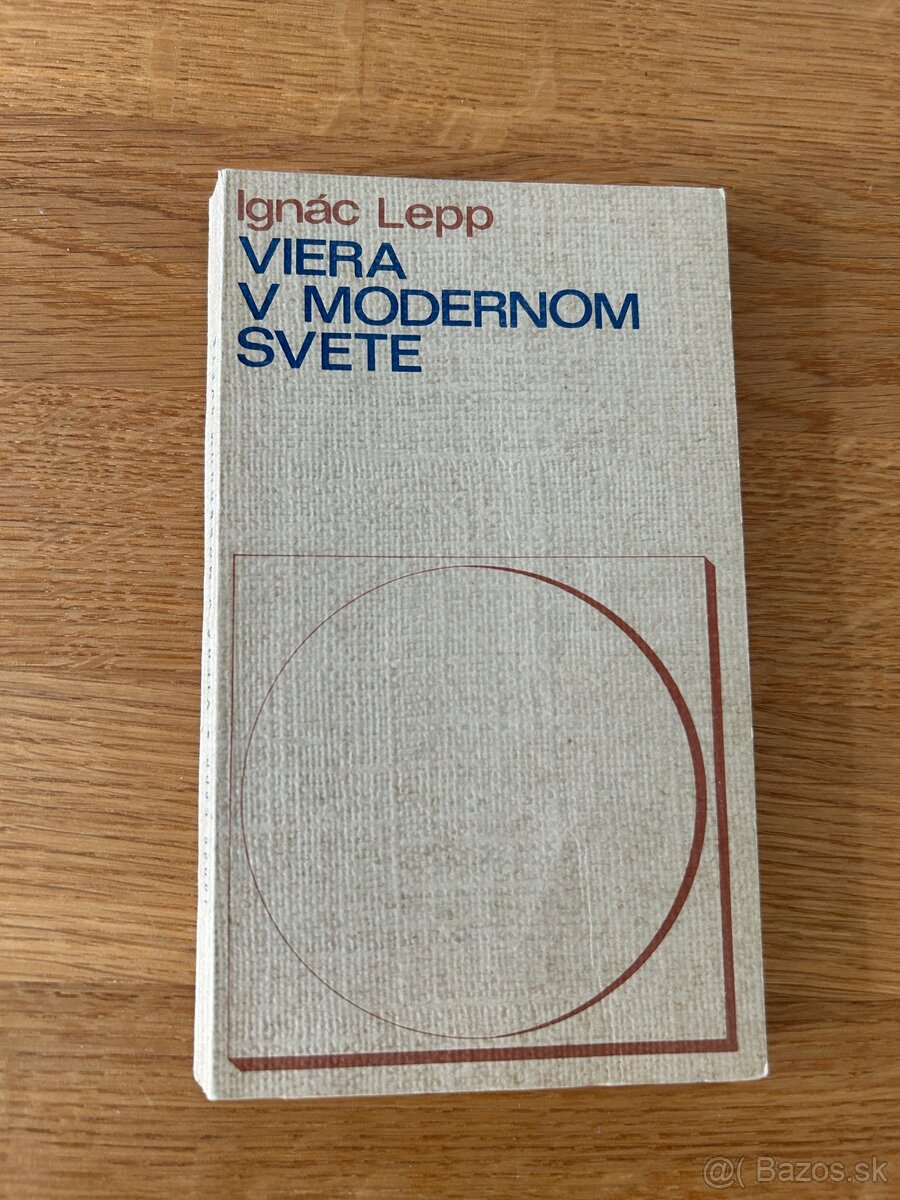 Ignác Lepp
VIERA
V MODERNOM
SVETE
@( Bazos.sk